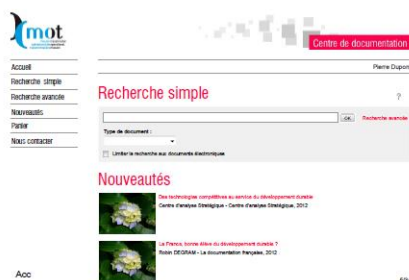 mot
Centre de documentation
Pierre Dupon
Accueil
Recherche simple
Recherche avancée
Nouveautés
Panier
Nous contacter
Recherche simple
?
OK
Recherche avancée
Type de document :
Limiter la recherche aux documents électroniques
Nouveautés
Des technologies compétitives au service du développement durable
Centre d'analyse Stratégique - Centre d'analyse Stratégique, 2012
La France, bonne élève du développement durable ?
Robin DEGRAM - La documentation française, 2012
Acc